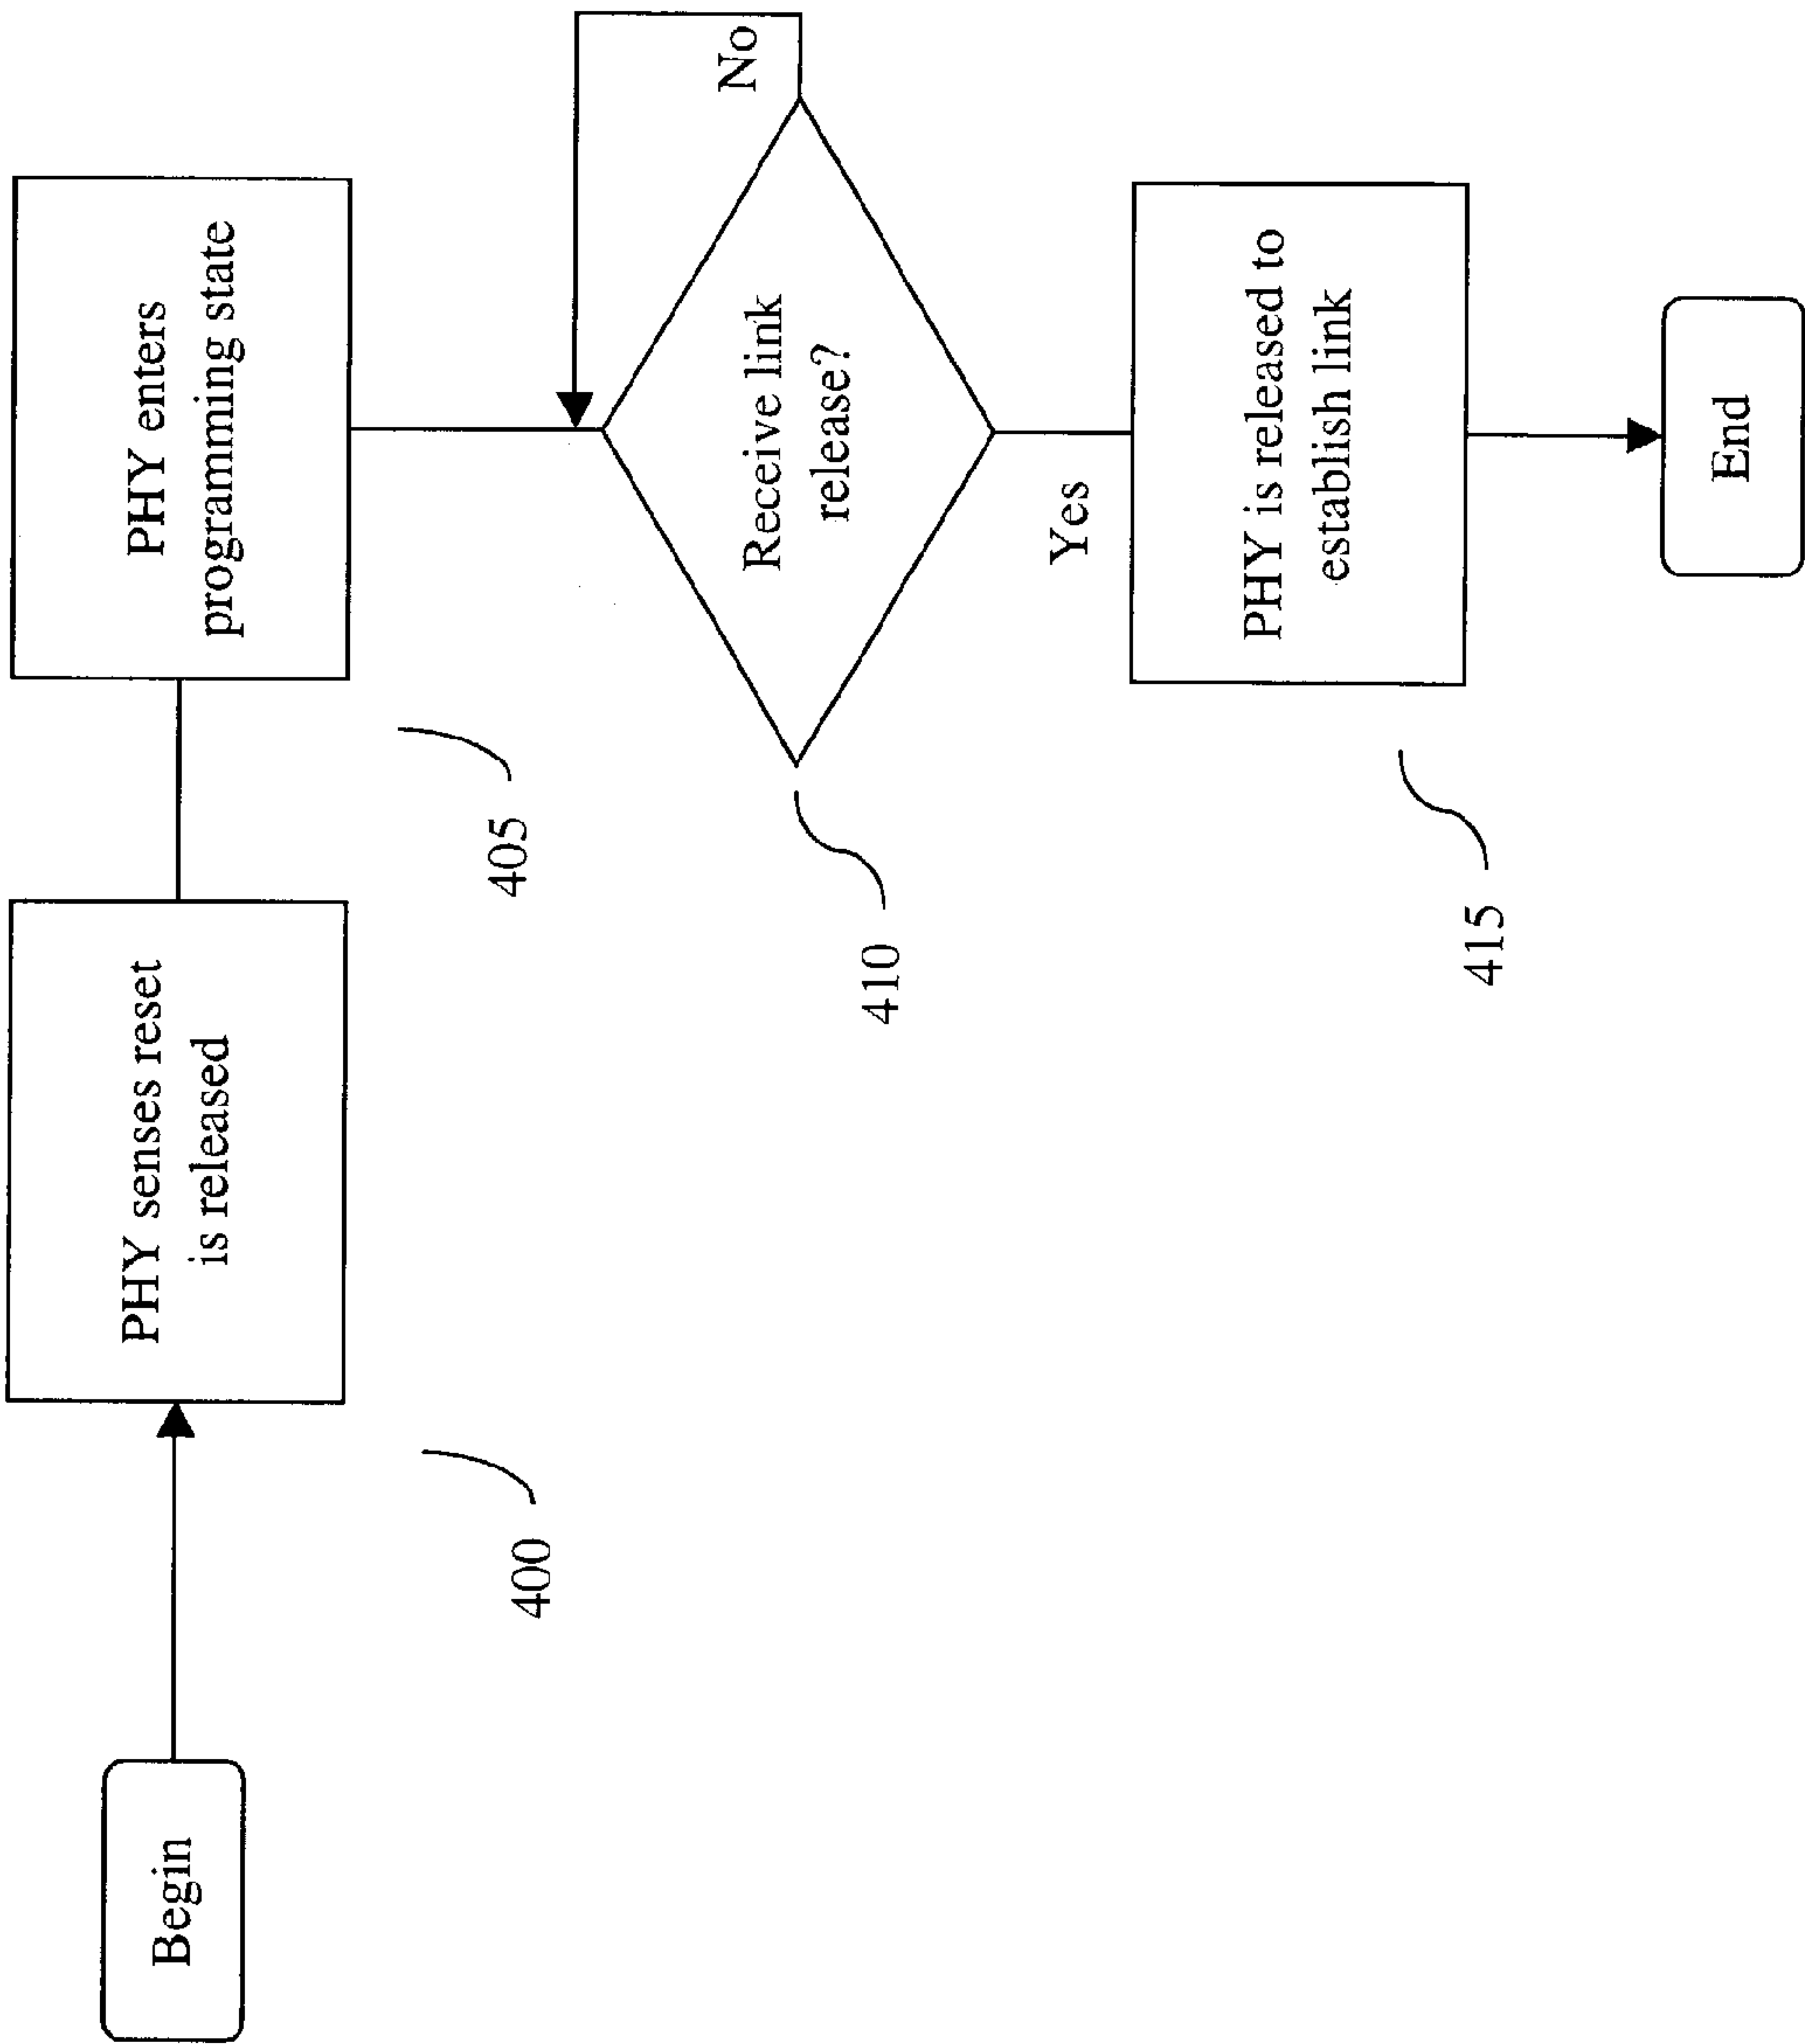 Begin
PHY senses reset
is released
400
PHY enters
programming state
405
Receive link
release?
No
410
Yes
PHY is released to
establish link
415
End